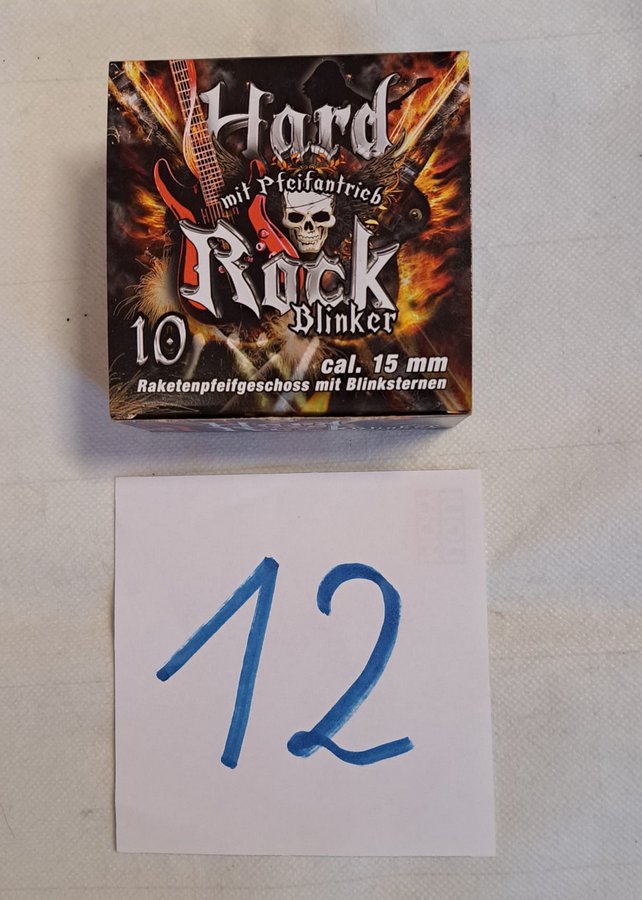 Hard
mit Pfeifantrieb
Rock
Blinker
10
cal. 15 mm
Raketenpfeifgeschoss mit Blinksternen
12